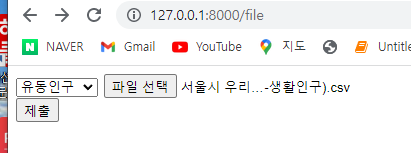 127.0.0.1:8000/file
NAVER Gmail YouTube 지도 Untitle
유동인구 파일 선택 서울시 우리...-생활인구).csv
제출